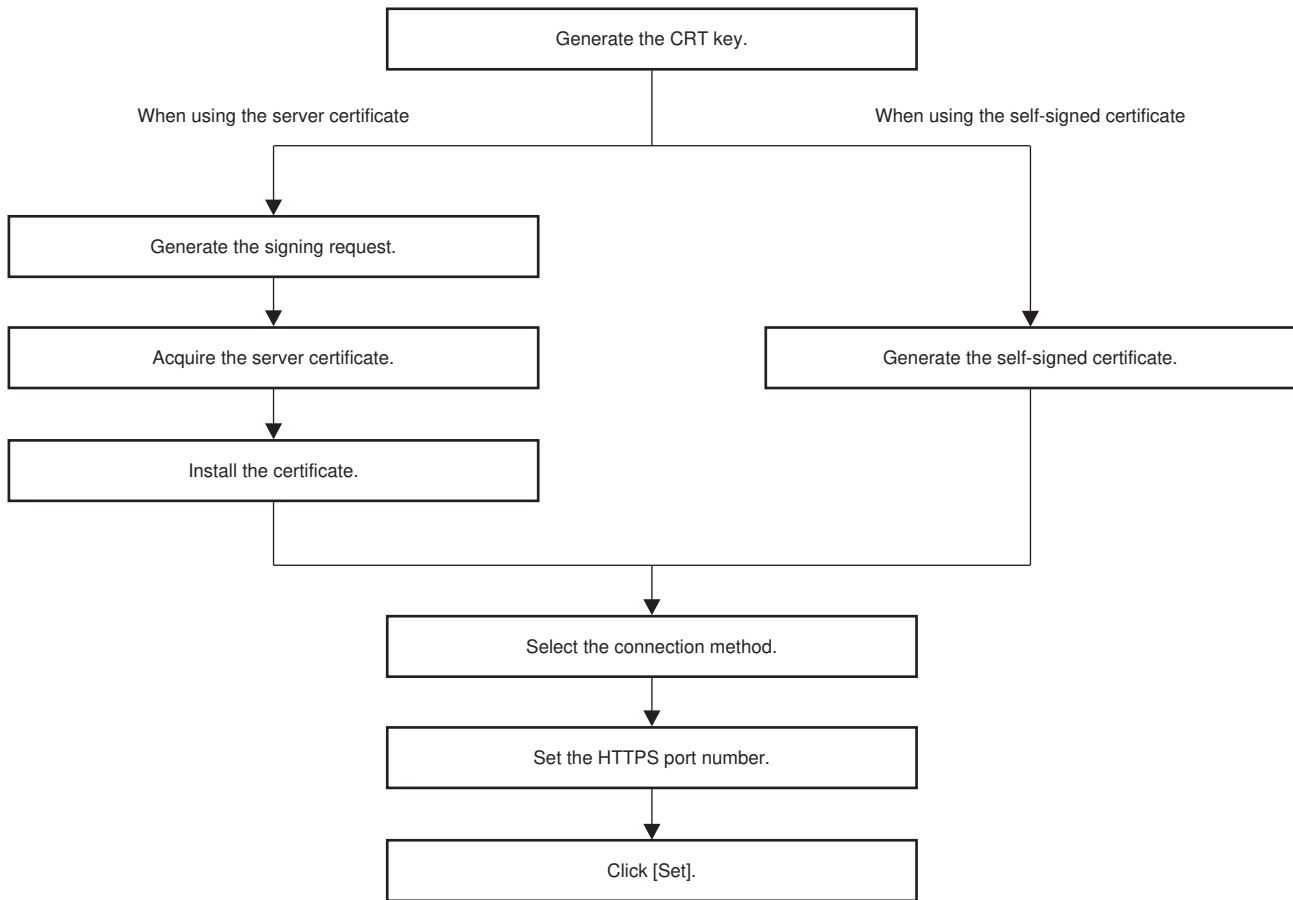 Generate the CRT key.
When using the server certificate
When using the self-signed certificate
Generate the signing request.
Acquire the server certificate.
Generate the self-signed certificate.
Install the certificate.
Select the connection method.
Set the HTTPS port number.
Click [Set].